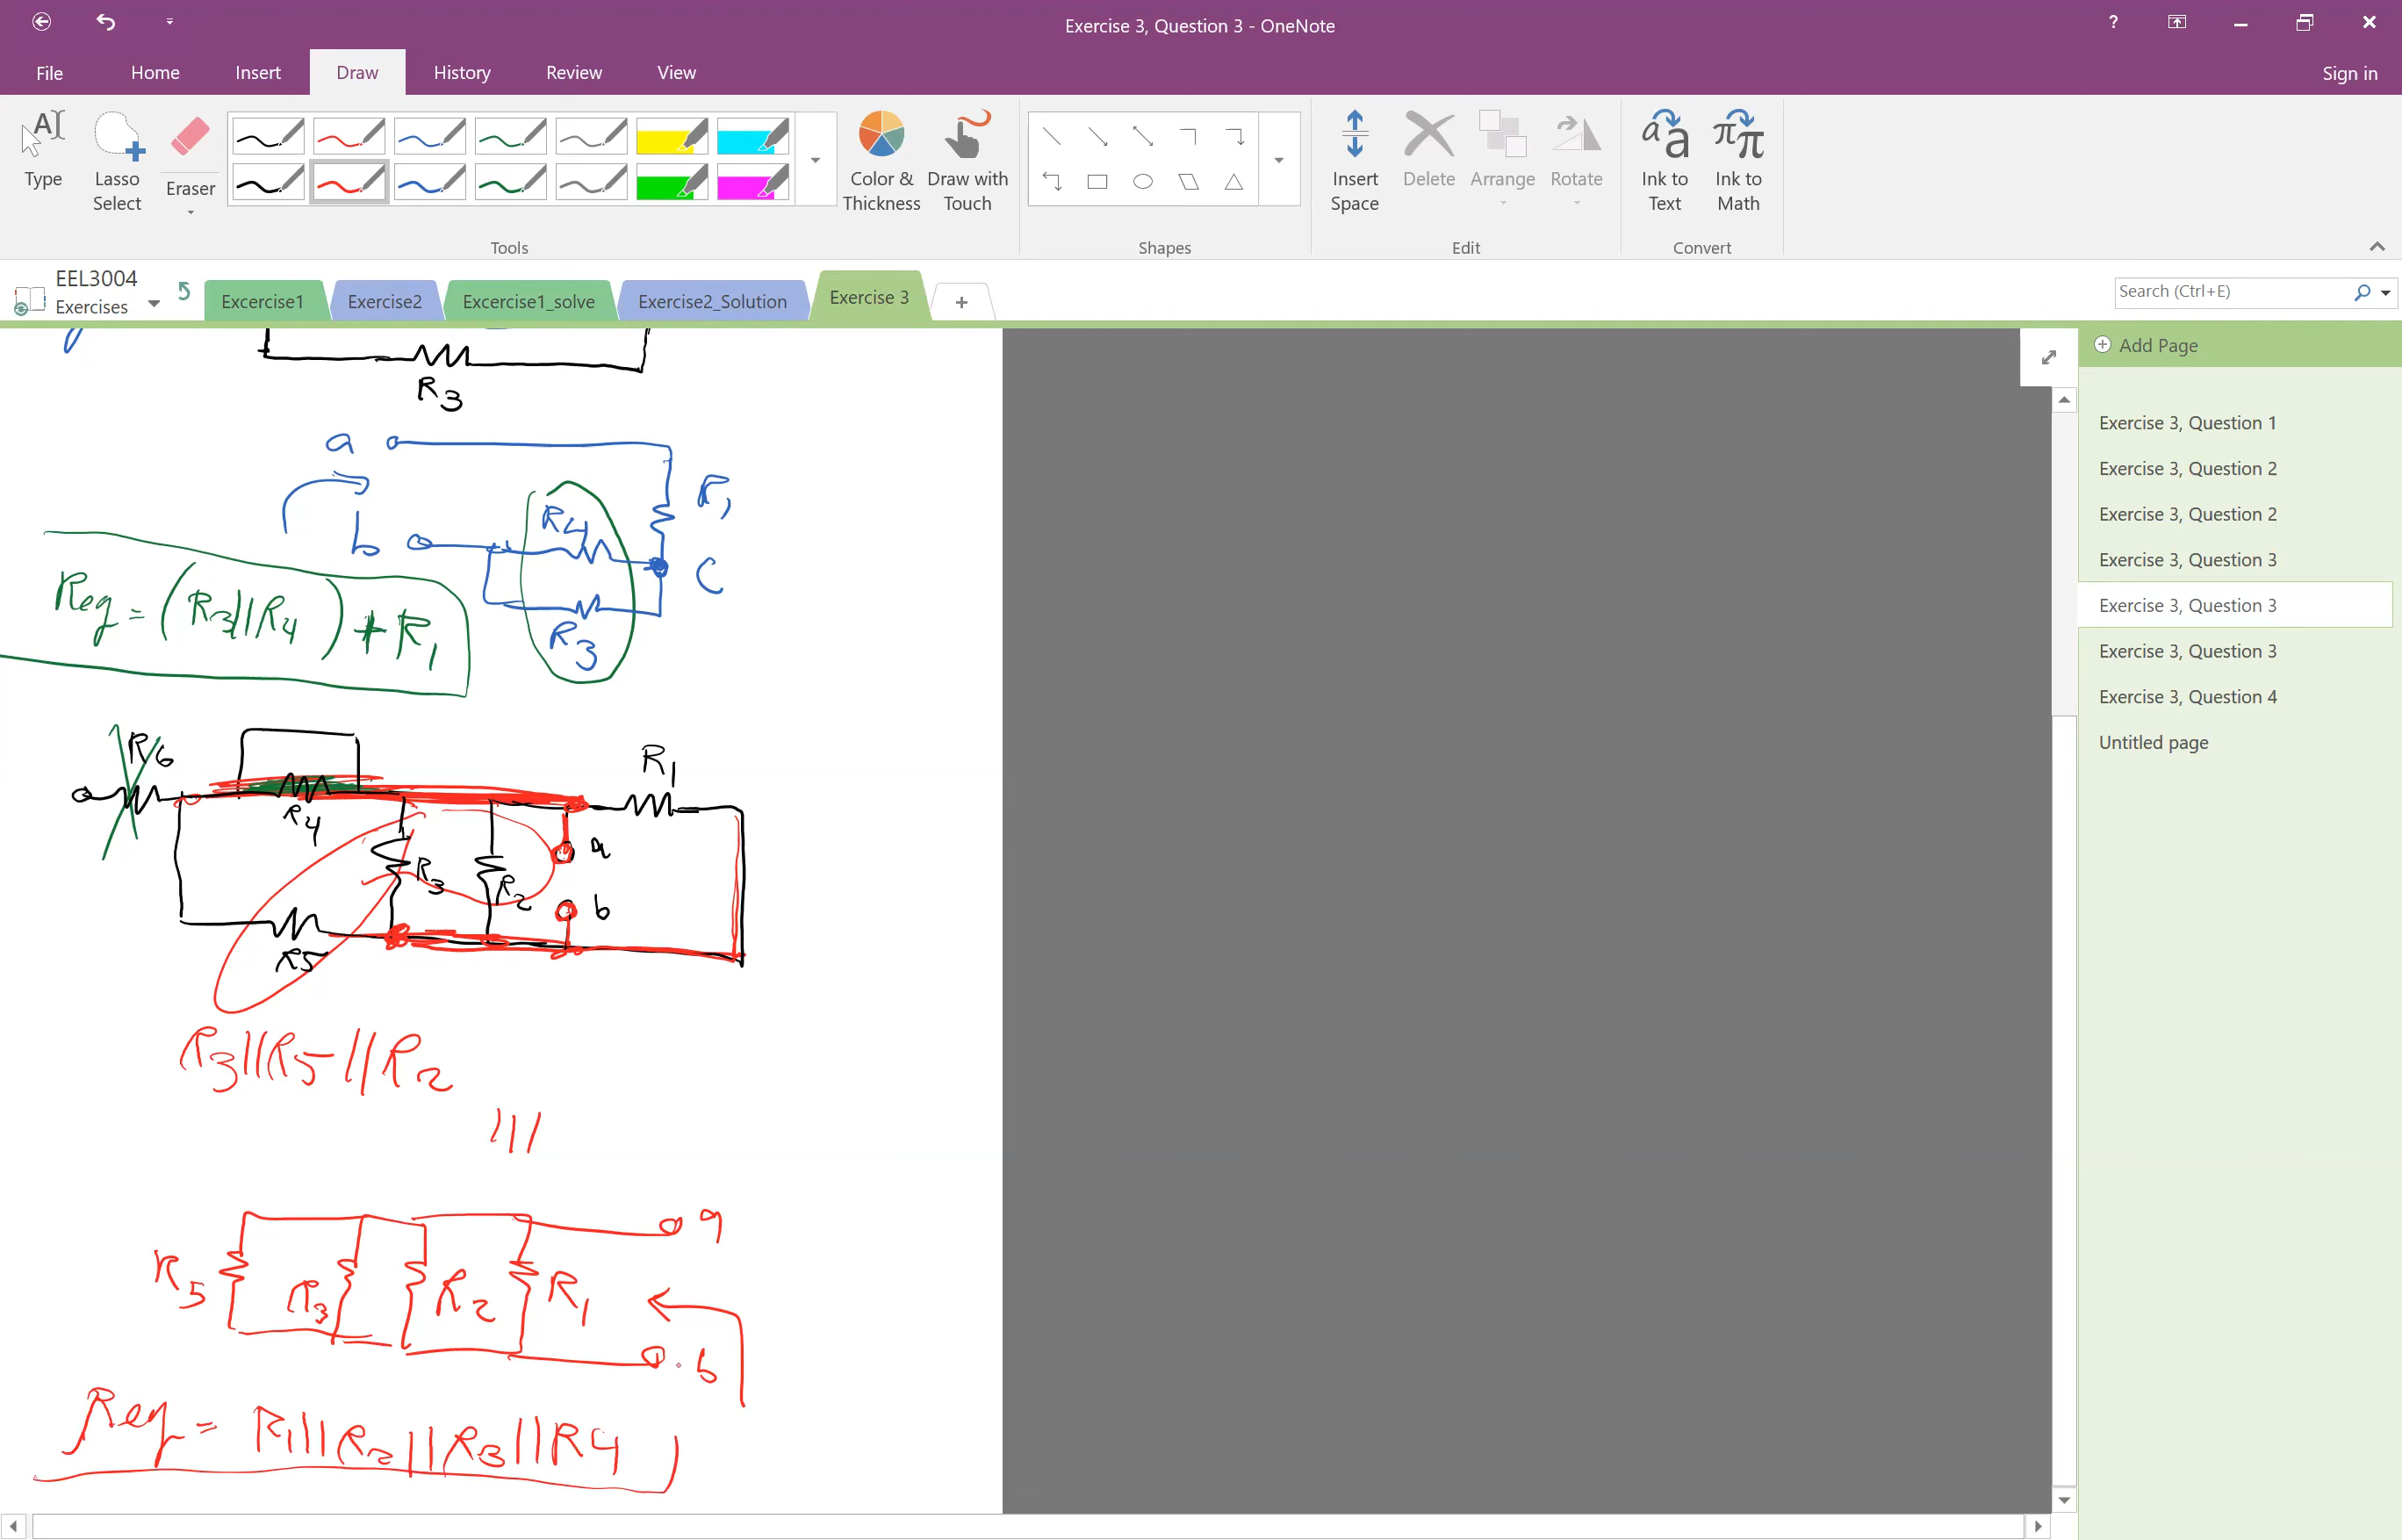 Exercise 3, Question 3 - OneNote
?
File Home Insert Draw History Review View
Sign in
Type
Lasso Select
Eraser
Color & Thickness
Draw with Touch
Insert Space
Delete
Arrange
Rotate
Ink to Text
Ink to Math
Tools
Shapes
Edit
Convert
EEL3004
Exercises
Excercise1
Exercise2
Excercise1_solve
Exercise2_Solution
Exercise 3
+
Search (Ctrl+E)
Add Page
Exercise 3, Question 1
Exercise 3, Question 2
Exercise 3, Question 2
Exercise 3, Question 3
Exercise 3, Question 3
Exercise 3, Question 3
Exercise 3, Question 4
Untitled page
R3
a
R1
R4
b
C
R3
Req = (R3||R4) + R1
R6
R1
R4
a
R3
R2
b
R5
R3||R5||R2
|||
a
R5 R3 R2 R1
b
Req = R1||R2||R3||R4